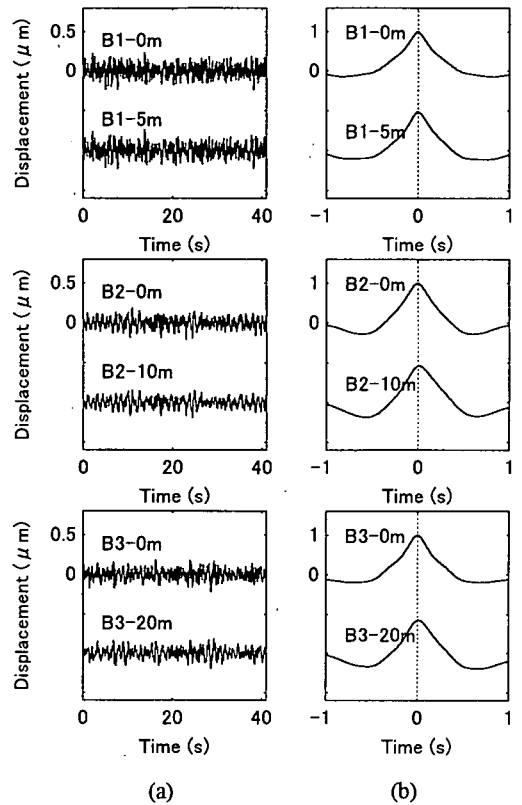 Displacement (μm)
0.5
0
B1-0m
B1-5m
0 20 40
Time (s)
1
0
B1-0m
B1-5m
-1 0 1
Time (s)
Displacement (μm)
0.5
0
B2-0m
B2-10m
0 20 40
Time (s)
1
0
B2-0m
B2-10m
-1 0 1
Time (s)
Displacement (μm)
0.5
0
B3-0m
B3-20m
0 20 40
Time (s)
1
0
B3-0m
B3-20m
-1 0 1
Time (s)
(a) (b)